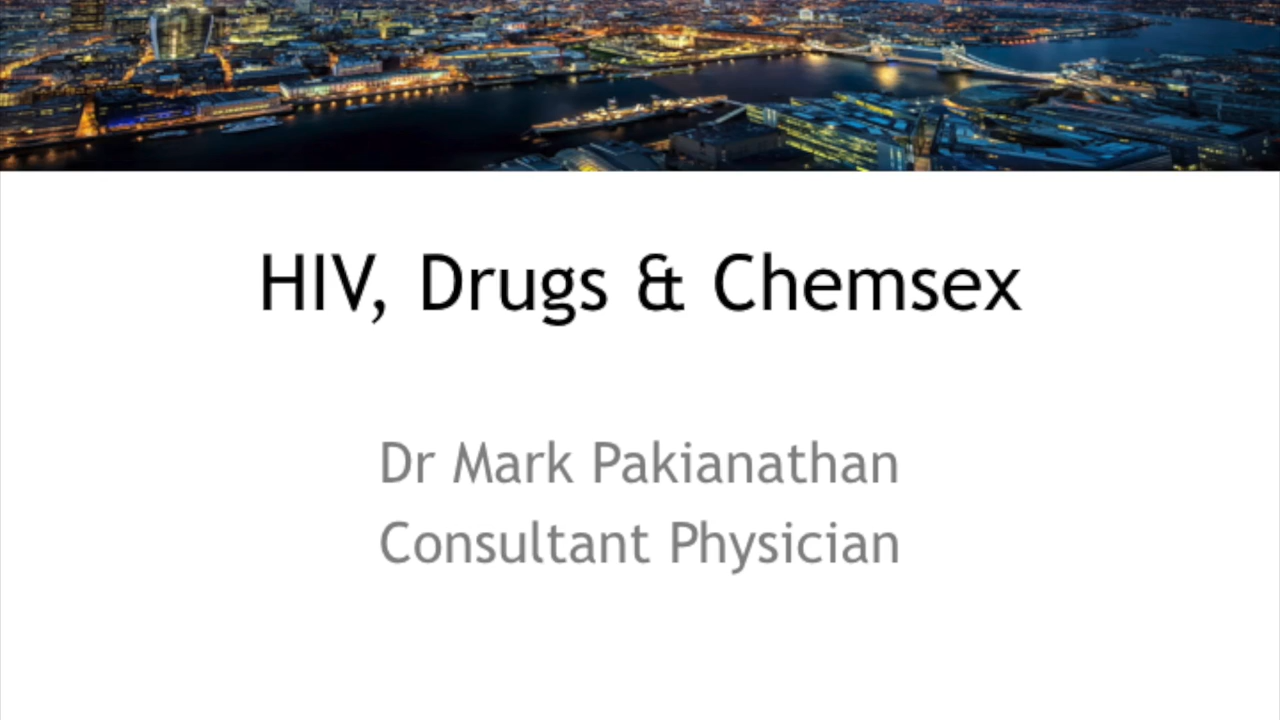 HIV, Drugs & Chemsex
Dr Mark Pakianathan
Consultant Physician